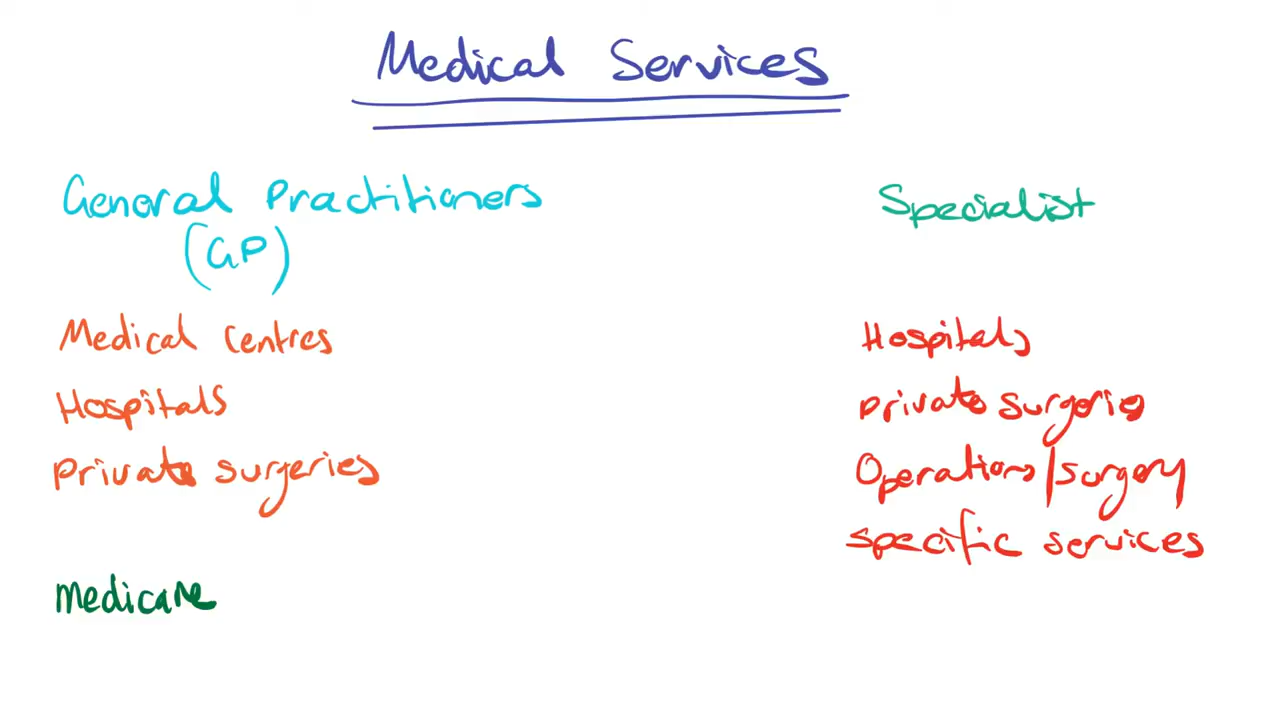 Medical Services
General Practitioners
(GP)
Medical Centres
Hospitals
Private surgeries
Medicare
Specialist
Hospitals
Private surgeries
Operations/surgery
specific services